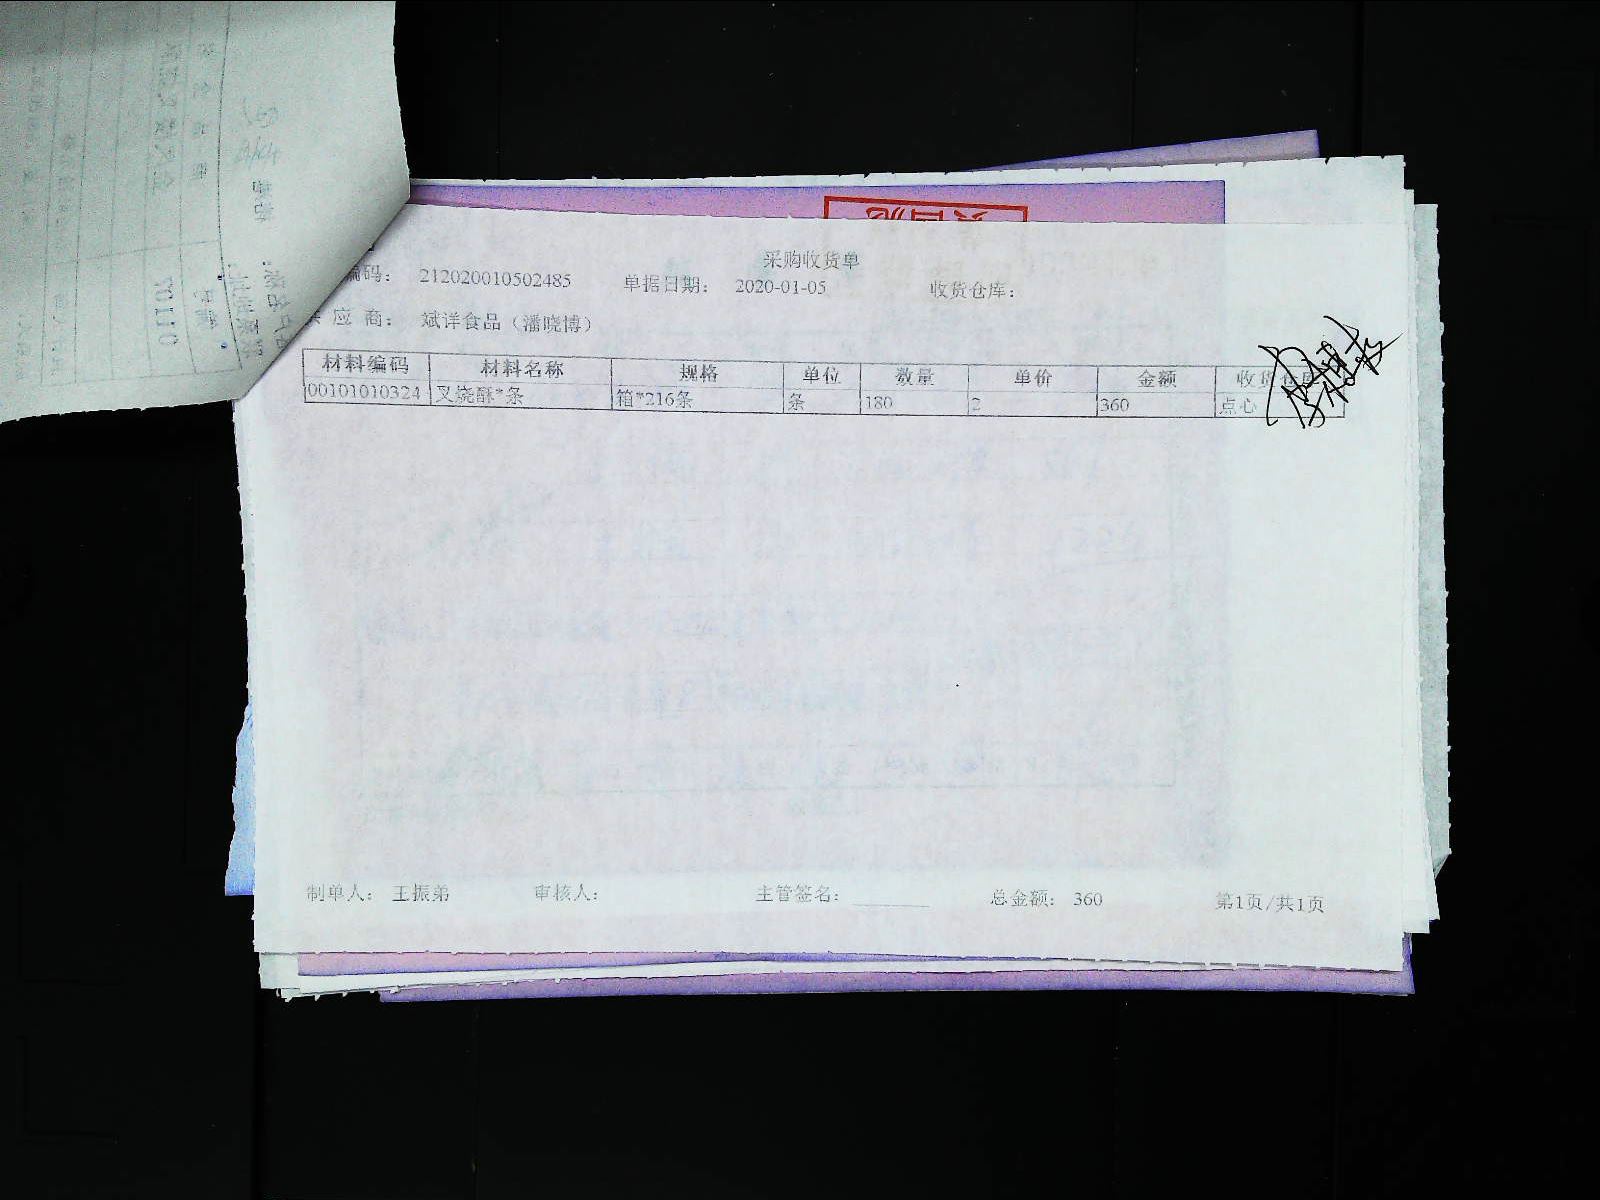 采购收货单
编码： 212020010502485 单据日期： 2020-01-05 收货仓库：
应 商： 斌洋食品（潘晓博）
材料编码 材料名称 规格 单位 数量 单价 金额 收货仓库
00101010324 叉烧酥*条 箱*216条 条 180 2 360 点心
制单人： 王振弟 审核人： 主管签名： 总金额： 360 第1页/共1页